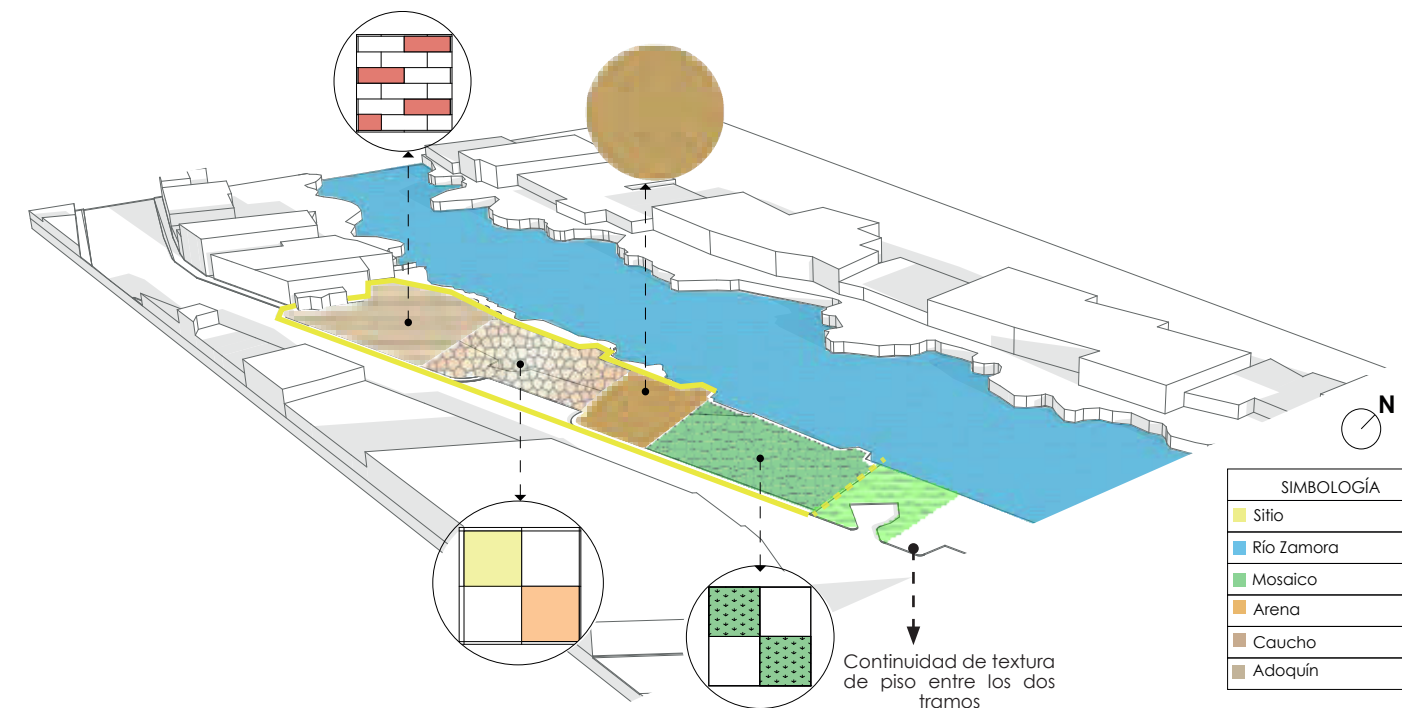 N
SIMBOLOGÍA
Sitio
Río Zamora
Mosaico
Arena
Caucho
Adoquín
Continuidad de textura
de piso entre los dos
tramos